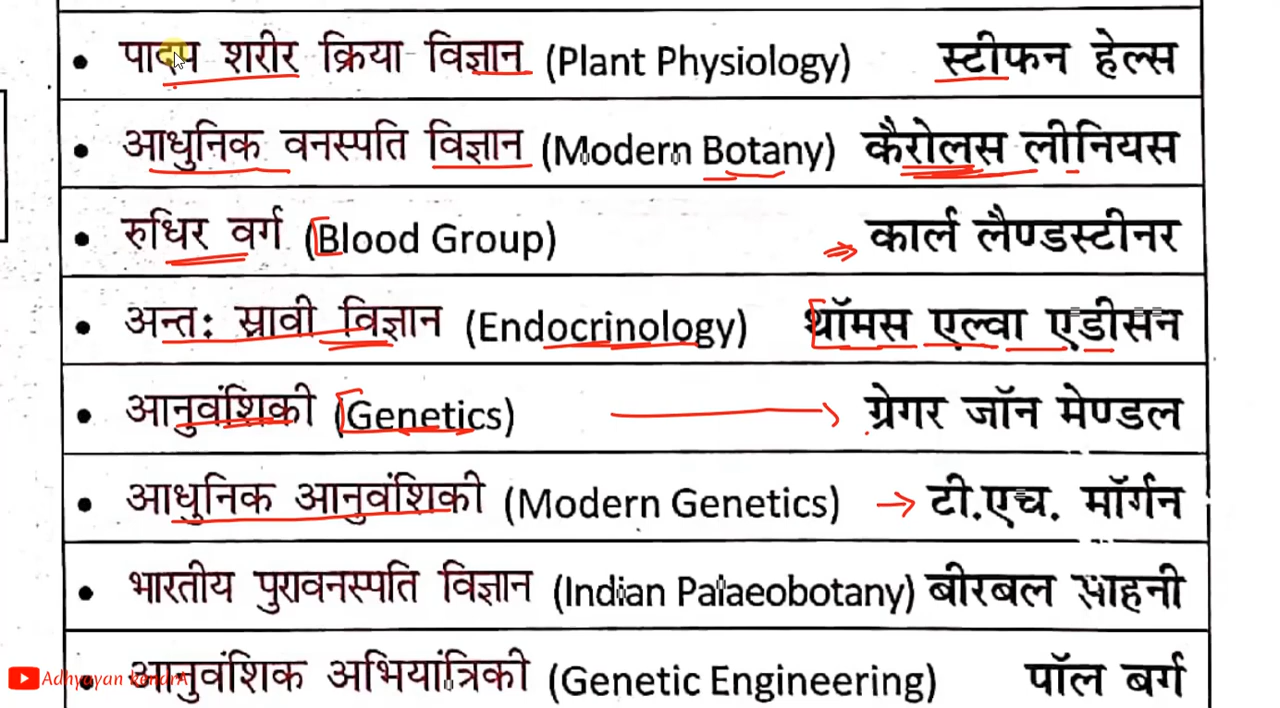 • पादप शरीर क्रिया विज्ञान (Plant Physiology) स्टीफन हेल्स
• आधुनिक वनस्पति विज्ञान (Modern Botany) कैरोलस लीनियस
• रुधिर वर्ग (Blood Group) कार्ल लैण्डस्टीनर
• अन्त: स्रावी विज्ञान (Endocrinology) थॉमस एल्वा एडीसन
• आनुवंशिकी (Genetics) ग्रेगर जॉन मेण्डल
• आधुनिक आनुवंशिकी (Modern Genetics) टी.एच. मॉर्गन
• भारतीय पुरावनस्पति विज्ञान (Indian Palaeobotany) बीरबल साहनी
• आनुवंशिक अभियांत्रिकी (Genetic Engineering) पॉल बर्ग
Adhyayan kendrA